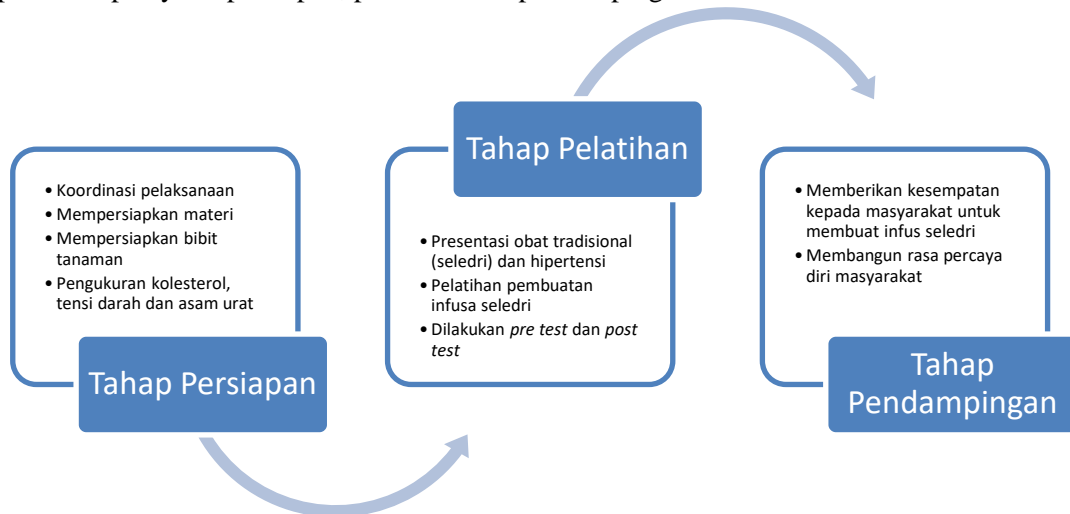 • Koordinasi pelaksanaan
• Mempersiapkan materi
• Mempersiapkan bibit
tanaman
• Pengukuran kolesterol,
tensi darah dan asam urat
Tahap Persiapan
Tahap Pelatihan
• Presentasi obat tradisional
(seledri) dan hipertensi
• Pelatihan pembuatan
infusa seledri
• Dilakukan pre test dan post
test
• Memberikan kesempatan
kepada masyarakat untuk
membuat infus seledri
• Membangun rasa percaya
diri masyarakat
Tahap
Pendampingan